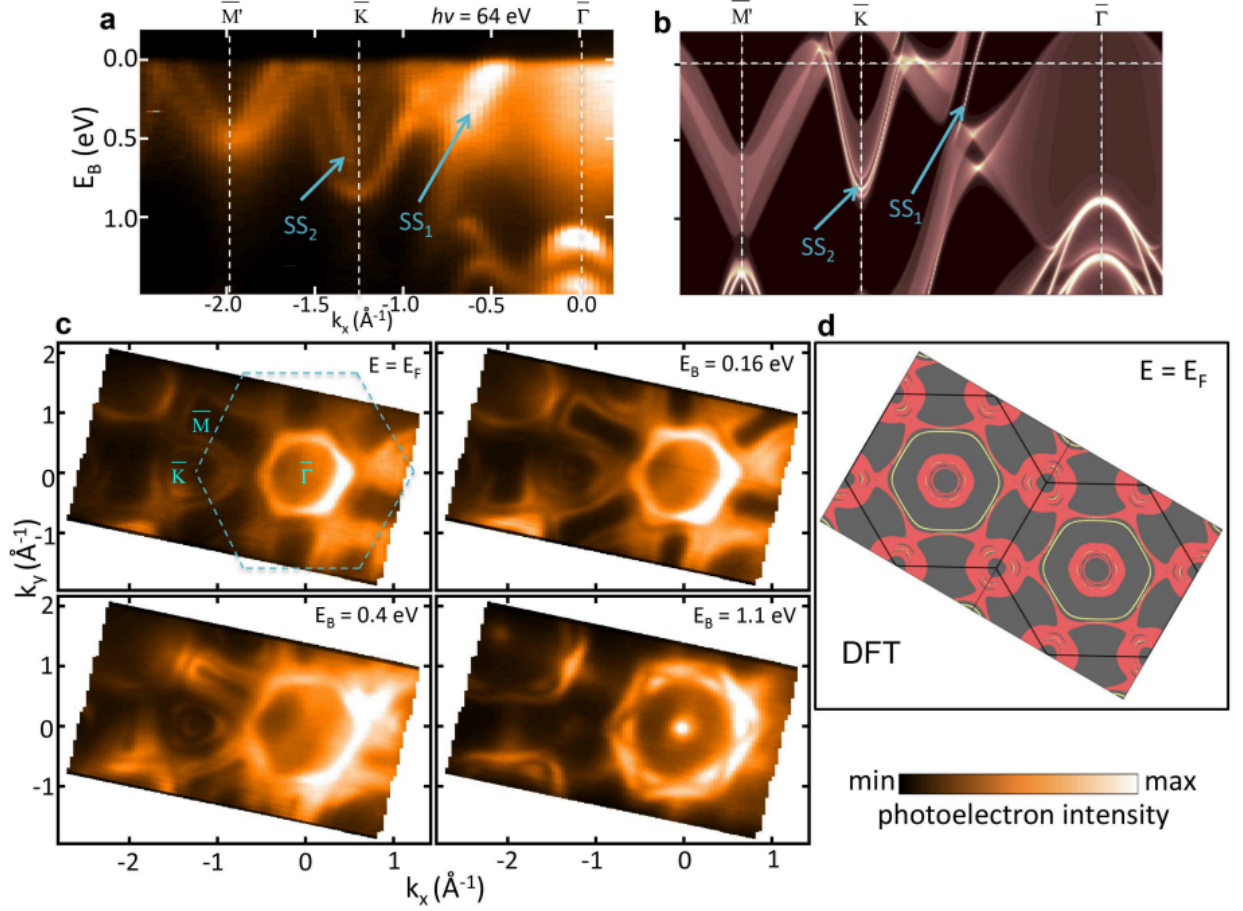 a
M̅' K̅ hν = 64 eV Γ̅
0.0
0.5
1.0
E_B (eV)
SS₂
SS₁
-2.0 -1.5 -1.0 -0.5 0.0
k_x (Å⁻¹)
b
M̅' K̅ Γ̅
SS₁
SS₂
c
E = E_F
M̅
K̅
Γ̅
E_B = 0.16 eV
E_B = 0.4 eV
E_B = 1.1 eV
2
1
0
-1
2
1
0
-1
k_y (Å⁻¹)
-2 -1 0 1
-2 -1 0 1
k_x (Å⁻¹)
d
E = E_F
DFT
min max
photoelectron intensity